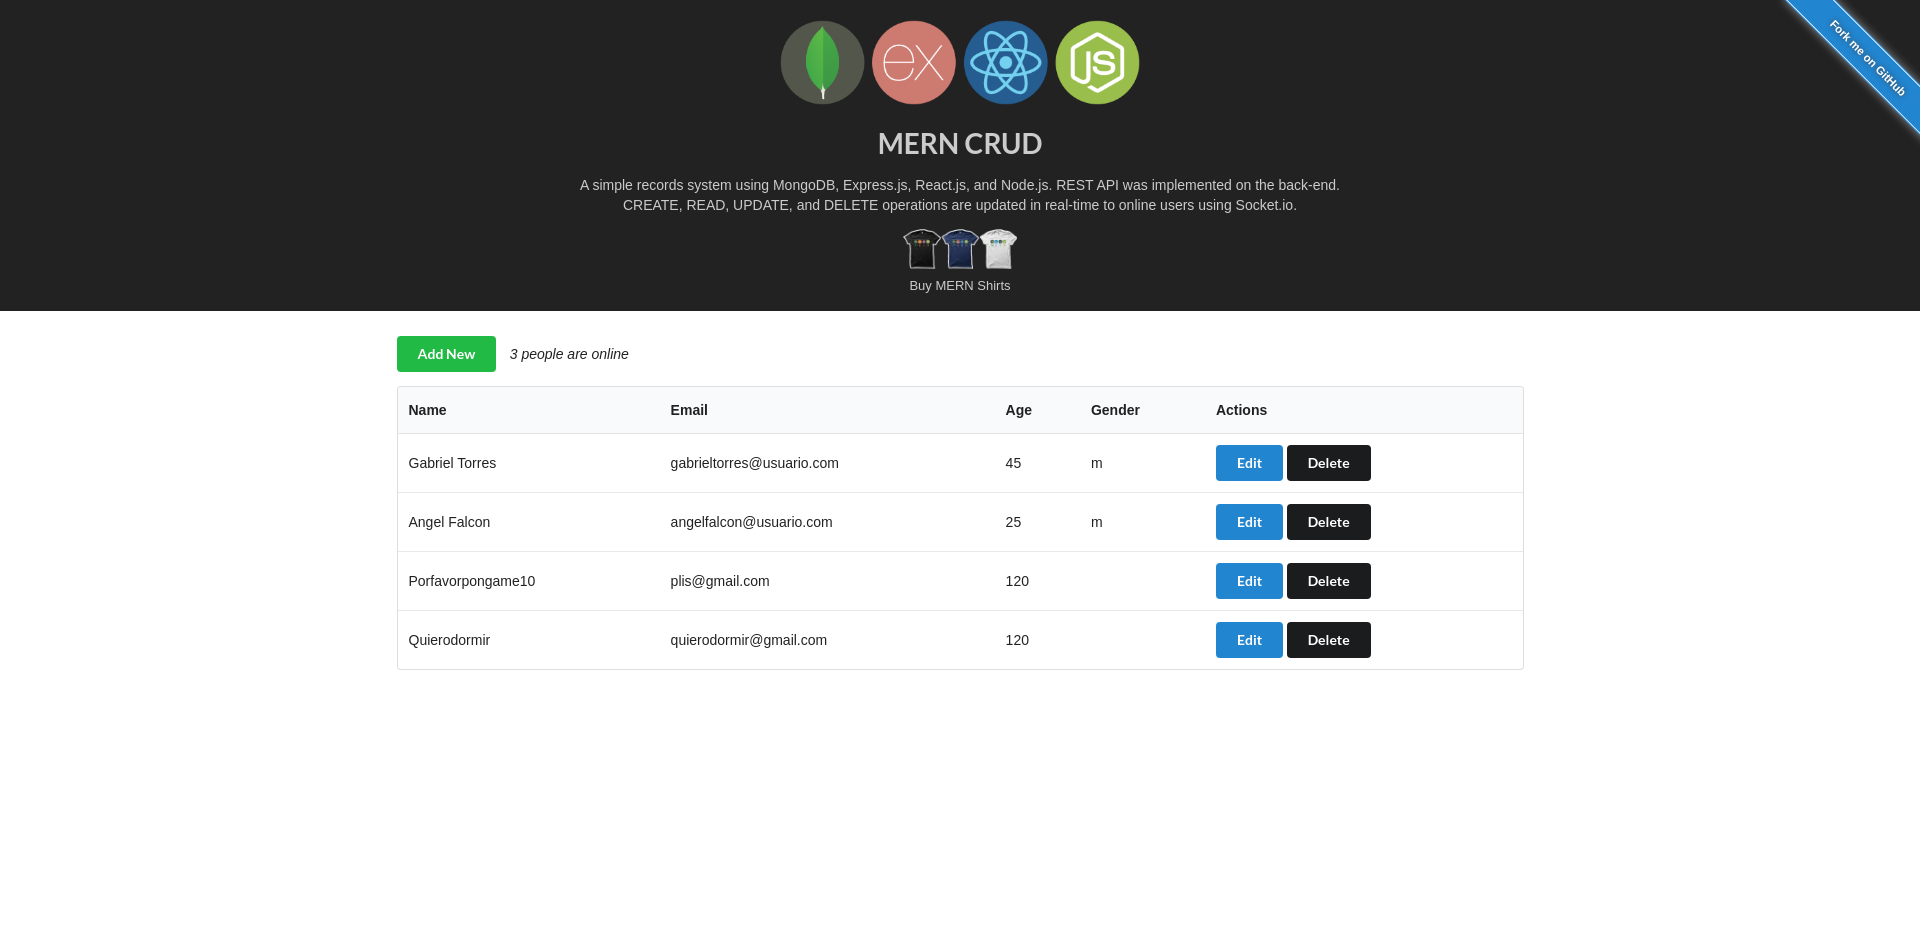 ex
JS
Fork me on GitHub
MERN CRUD
A simple records system using MongoDB, Express.js, React.js, and Node.js. REST API was implemented on the back-end.
CREATE, READ, UPDATE, and DELETE operations are updated in real-time to online users using Socket.io.
Buy MERN Shirts
Add New 3 people are online
Name Email Age Gender Actions
Gabriel Torres gabrieltorres@usuario.com 45 m Edit Delete
Angel Falcon angelfalcon@usuario.com 25 m Edit Delete
Porfavorpongame10 plis@gmail.com 120 Edit Delete
Quierodormir quierodormir@gmail.com 120 Edit Delete